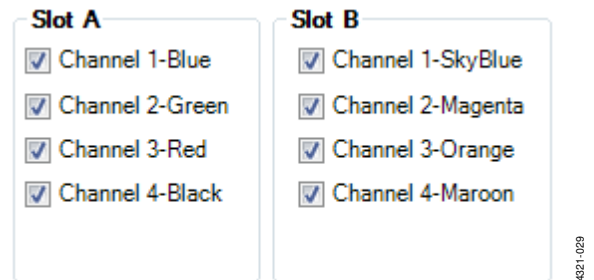 Slot A
Channel 1-Blue
Channel 2-Green
Channel 3-Red
Channel 4-Black
Slot B
Channel 1-SkyBlue
Channel 2-Magenta
Channel 3-Orange
Channel 4-Maroon
4321-029